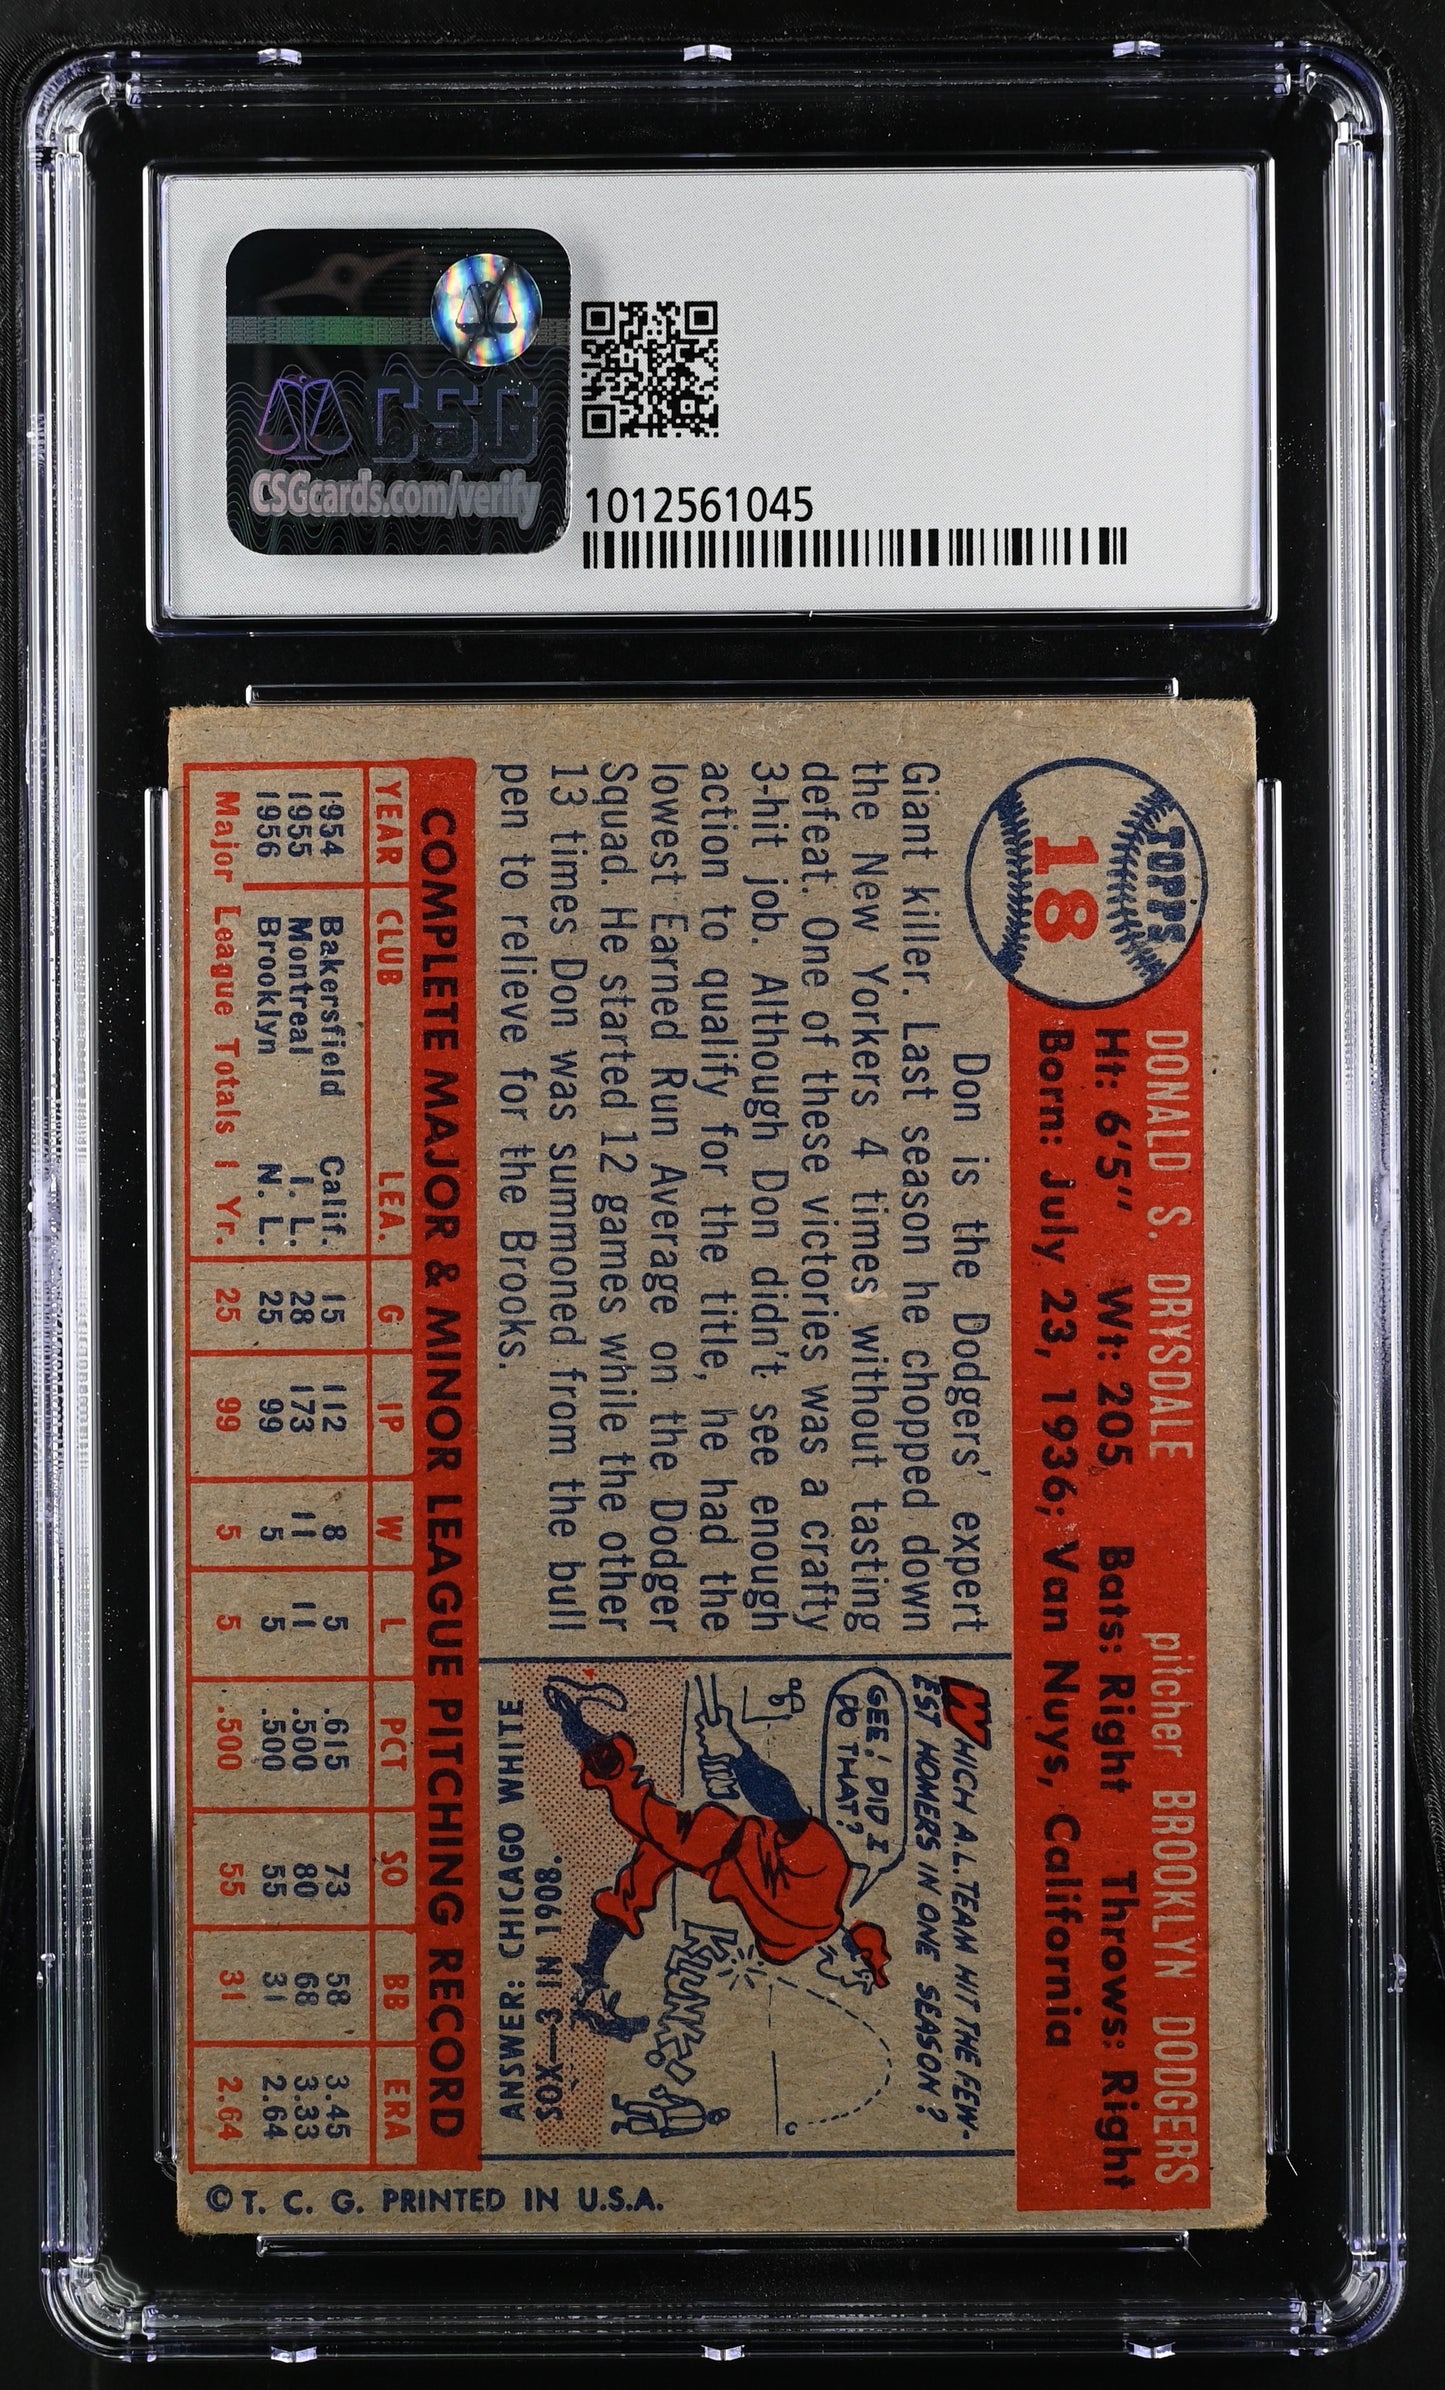 CSG
CSGcards.com/verify
1012561045
TOPPS
18
DONALD S. DRYSDALE pitcher BROOKLYN DODGERS
Ht: 6'5" Wt: 205 Bats: Right Throws: Right
Born: July 23, 1936; Van Nuys, California
Don is the Dodgers' expert
Giant killer. Last season he chopped down
the New Yorkers 4 times without tasting
defeat. One of these victories was a crafty
3-hit job. Although Don didn't see enough
action to qualify for the title, he had the
lowest Earned Run Average on the Dodger
Squad. He started 12 games while the other
13 times Don was summoned from the bull
pen to relieve for the Brooks.
WHICH A.L. TEAM HIT THE FEW-
EST HOMERS IN ONE SEASON?
GEE! DID I
DO THAT?
KLUNK!
ANSWER: CHICAGO WHITE
SOX—3 IN 1908.
COMPLETE MAJOR & MINOR LEAGUE PITCHING RECORD
YEAR CLUB LEA. G IP W L PCT SO BB ERA
1954 Bakersfield Calif. 15 112 8 5 .615 73 58 3.45
1955 Montreal I. L. 28 173 11 11 .500 80 68 3.33
1956 Brooklyn N. L. 25 99 5 5 .500 55 31 2.64
Major League Totals 1 Yr. 25 99 5 5 .500 55 31 2.64
© T. C. G. PRINTED IN U.S.A.